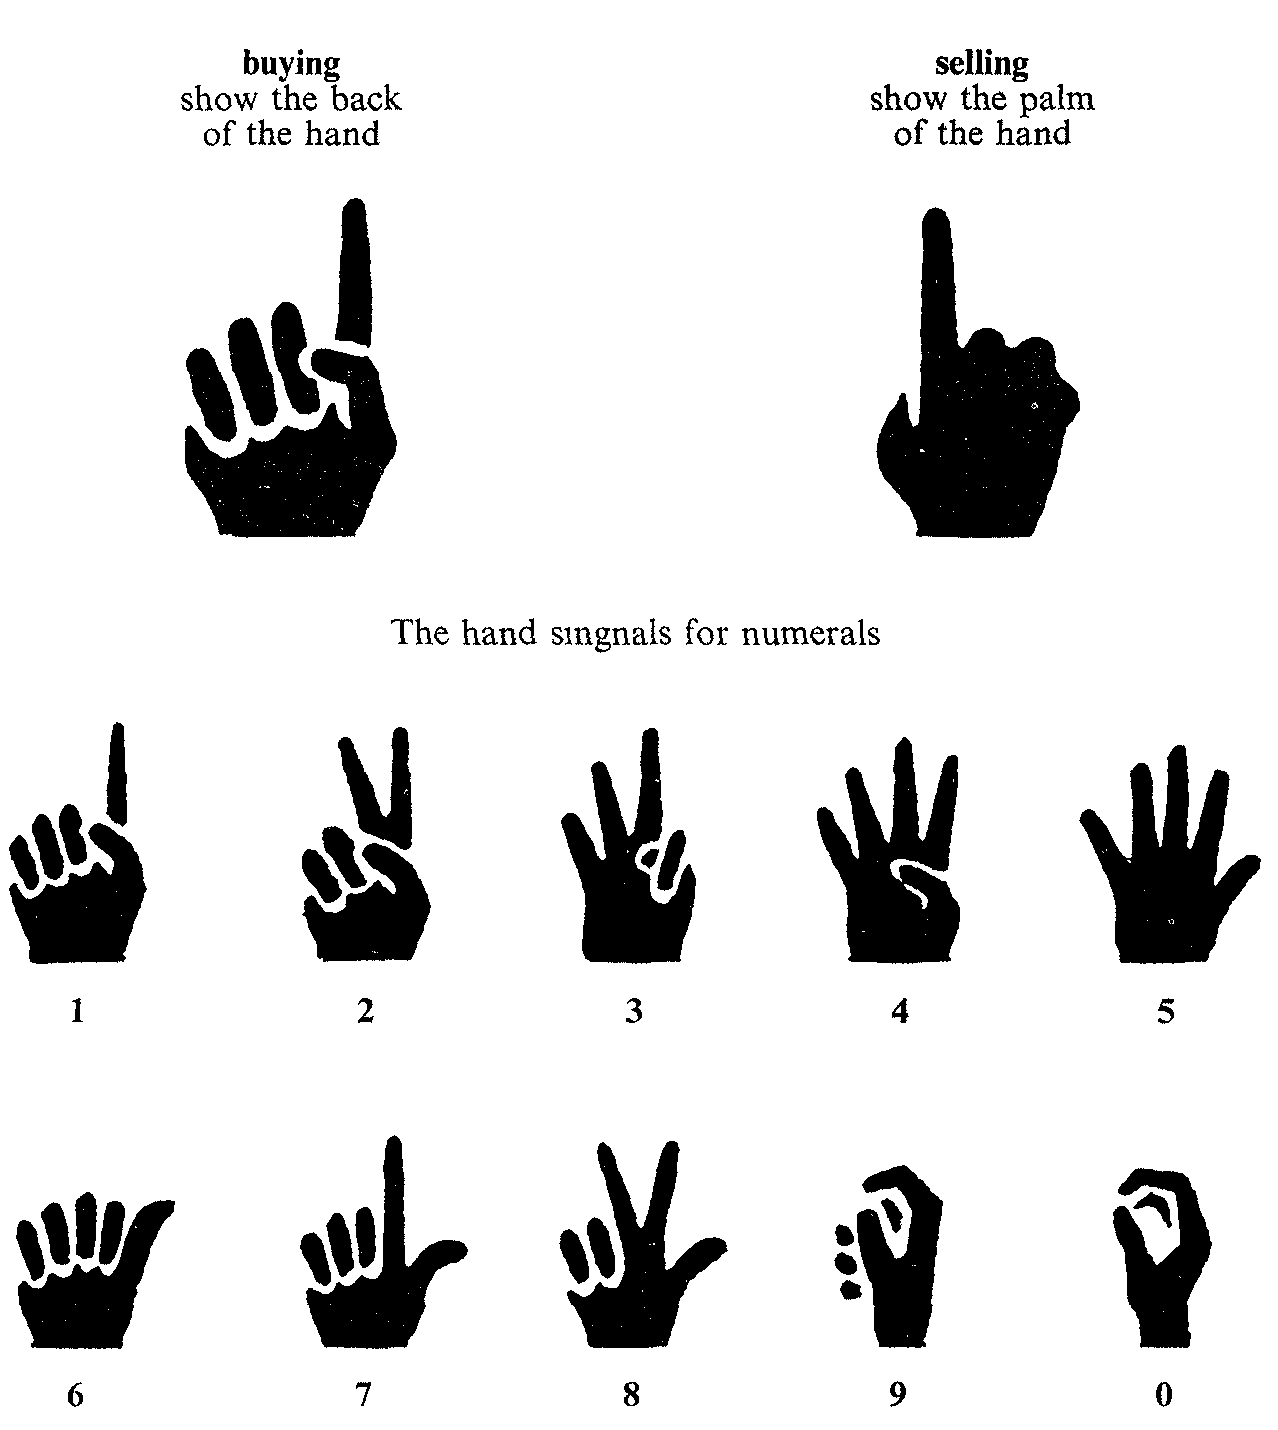 buying
show the back
of the hand
selling
show the palm
of the hand
The hand singnals for numerals
1 2 3 4 5
6 7 8 9 0